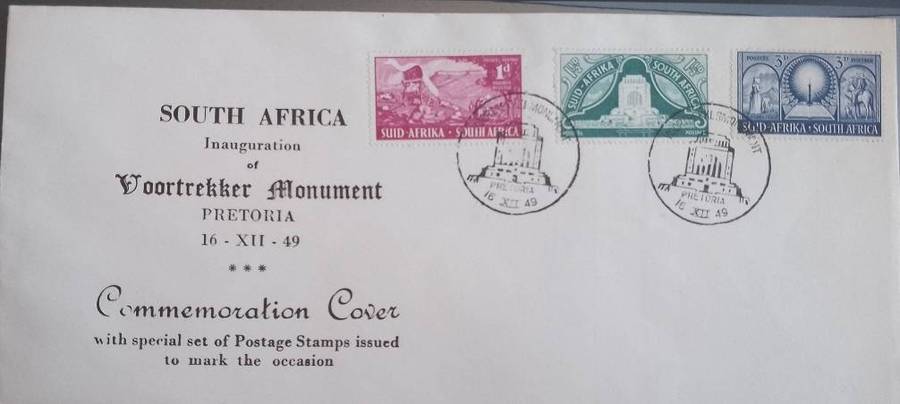 SOUTH AFRICA
Inauguration
of
Voortrekker Monument
PRETORIA
16 - XII - 49
* * *
Commemoration Cover
with special set of Postage Stamps issued
to mark the occasion
1d
SUID-AFRIKA · SOUTH AFRICA
SUID-AFRIKA
SOUTH AFRICA
POSTAGE
3D
3D
SUID-AFRIKA · SOUTH AFRICA
PRETORIA
16 XII 49
PRETORIA
16 XII 49